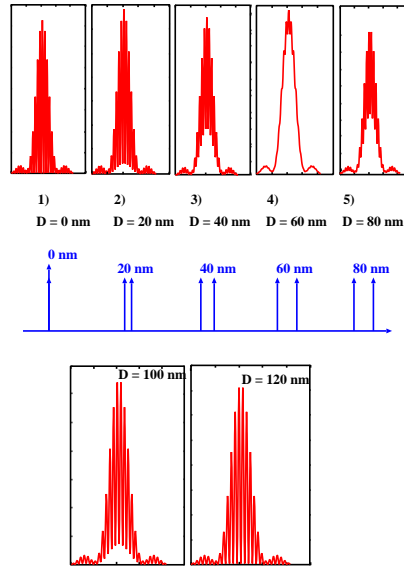 1) 2) 3) 4) 5)
D = 0 nm D = 20 nm D = 40 nm D = 60 nm D = 80 nm
0 nm
20 nm 40 nm 60 nm 80 nm
D = 100 nm D = 120 nm